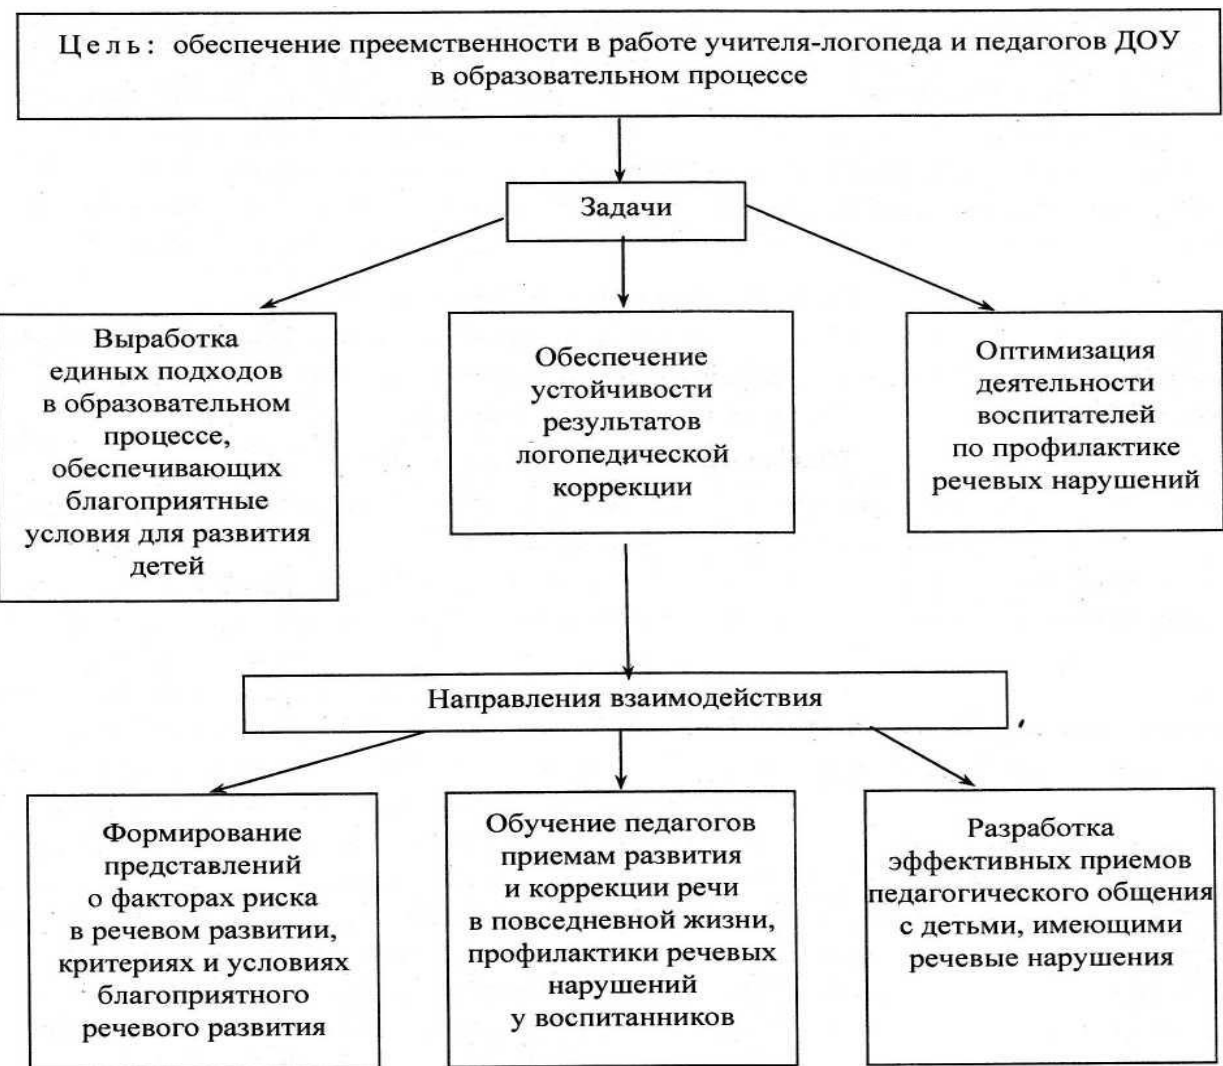 Цель: обеспечение преемственности в работе учителя-логопеда и педагогов ДОУ
в образовательном процессе
Задачи
Выработка
единых подходов
в образовательном
процессе,
обеспечивающих
благоприятные
условия для развития
детей
Обеспечение
устойчивости
результатов
логопедической
коррекции
Оптимизация
деятельности
воспитателей
по профилактике
речевых нарушений
Направления взаимодействия
Формирование
представлений
о факторах риска
в речевом развитии,
критериях и условиях
благоприятного
речевого развития
Обучение педагогов
приемам развития
и коррекции речи
в повседневной жизни,
профилактики речевых
нарушений
у воспитанников
Разработка
эффективных приемов
педагогического общения
с детьми, имеющими
речевые нарушения